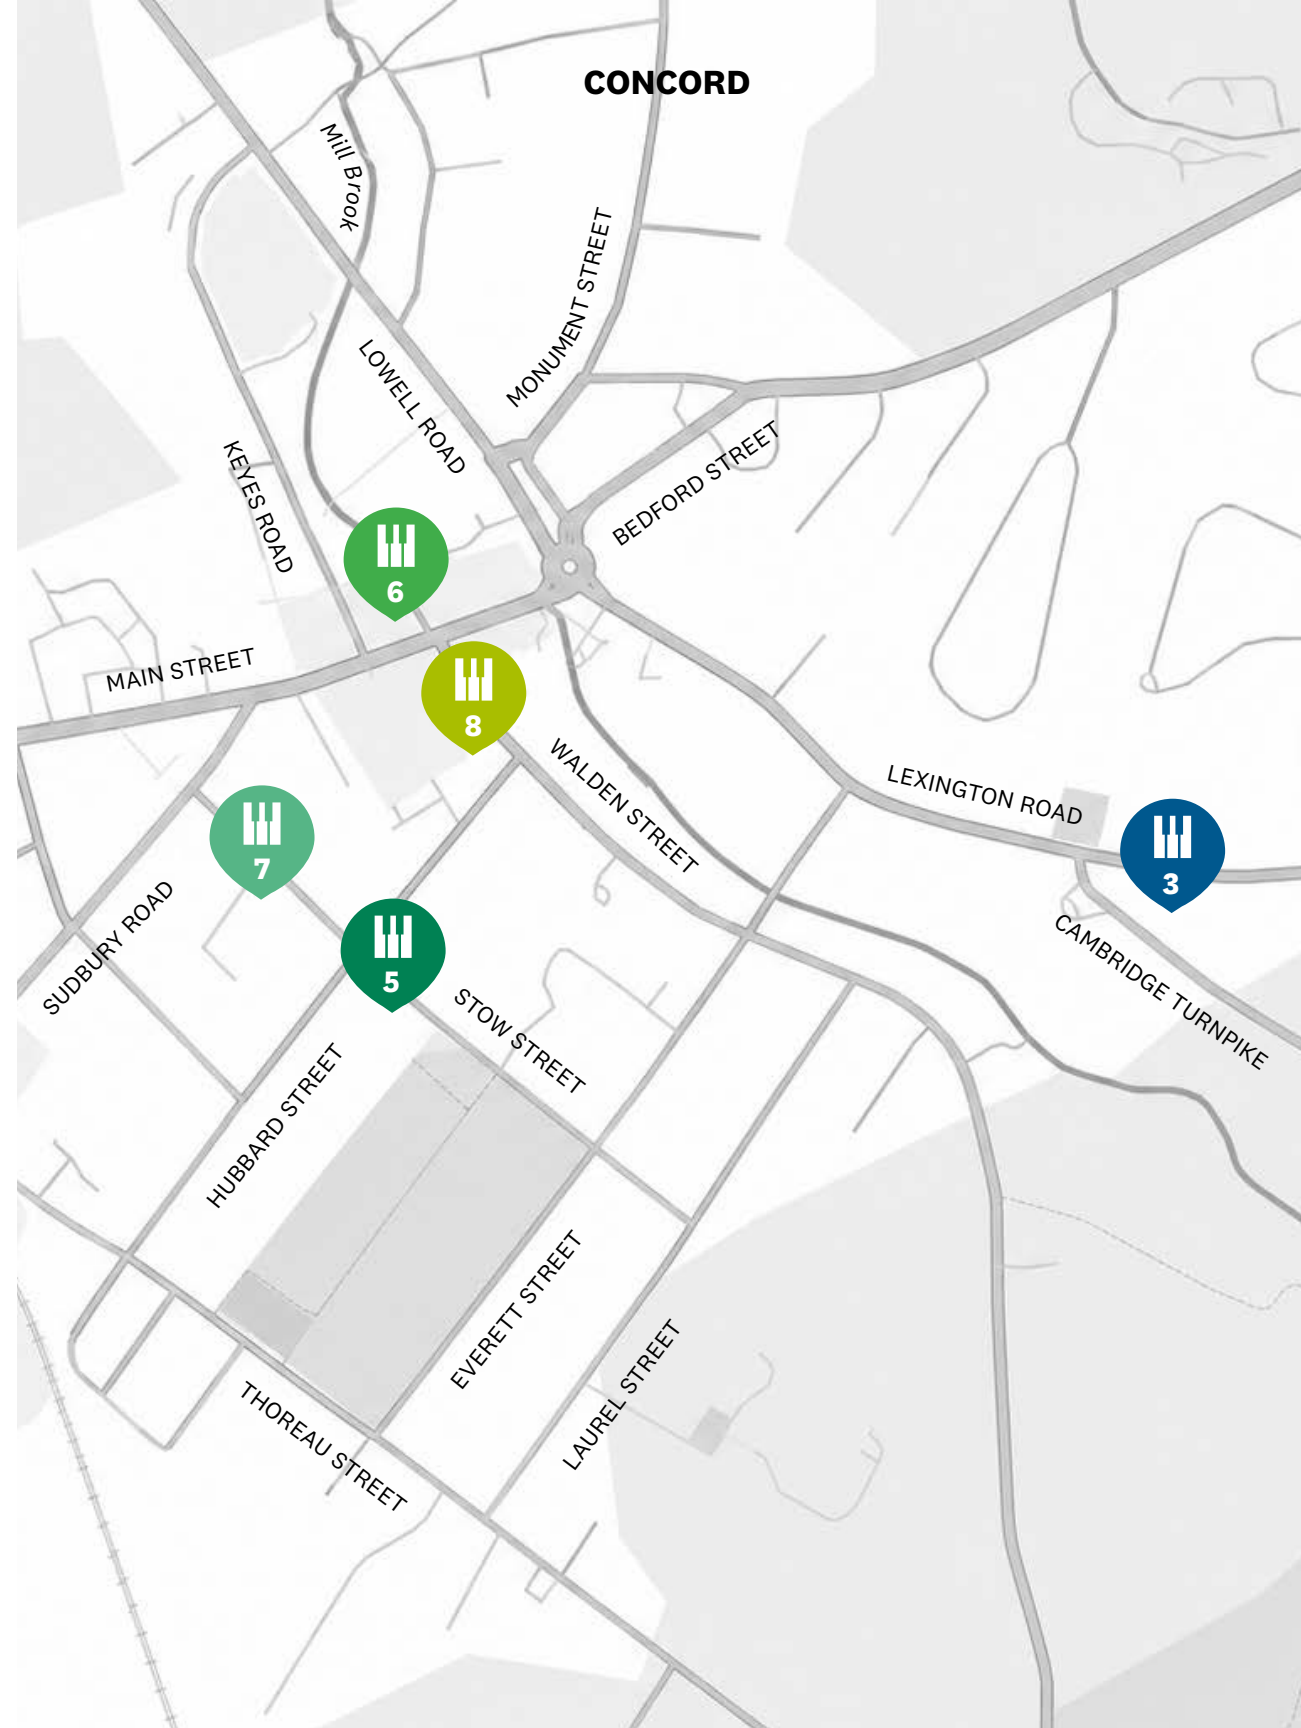 CONCORD
Mill Brook
MONUMENT STREET
LOWELL ROAD
KEYES ROAD
BEDFORD STREET
6
MAIN STREET
8
WALDEN STREET
LEXINGTON ROAD
7
3
SUDBURY ROAD
5
CAMBRIDGE TURNPIKE
STOW STREET
HUBBARD STREET
EVERETT STREET
LAUREL STREET
THOREAU STREET